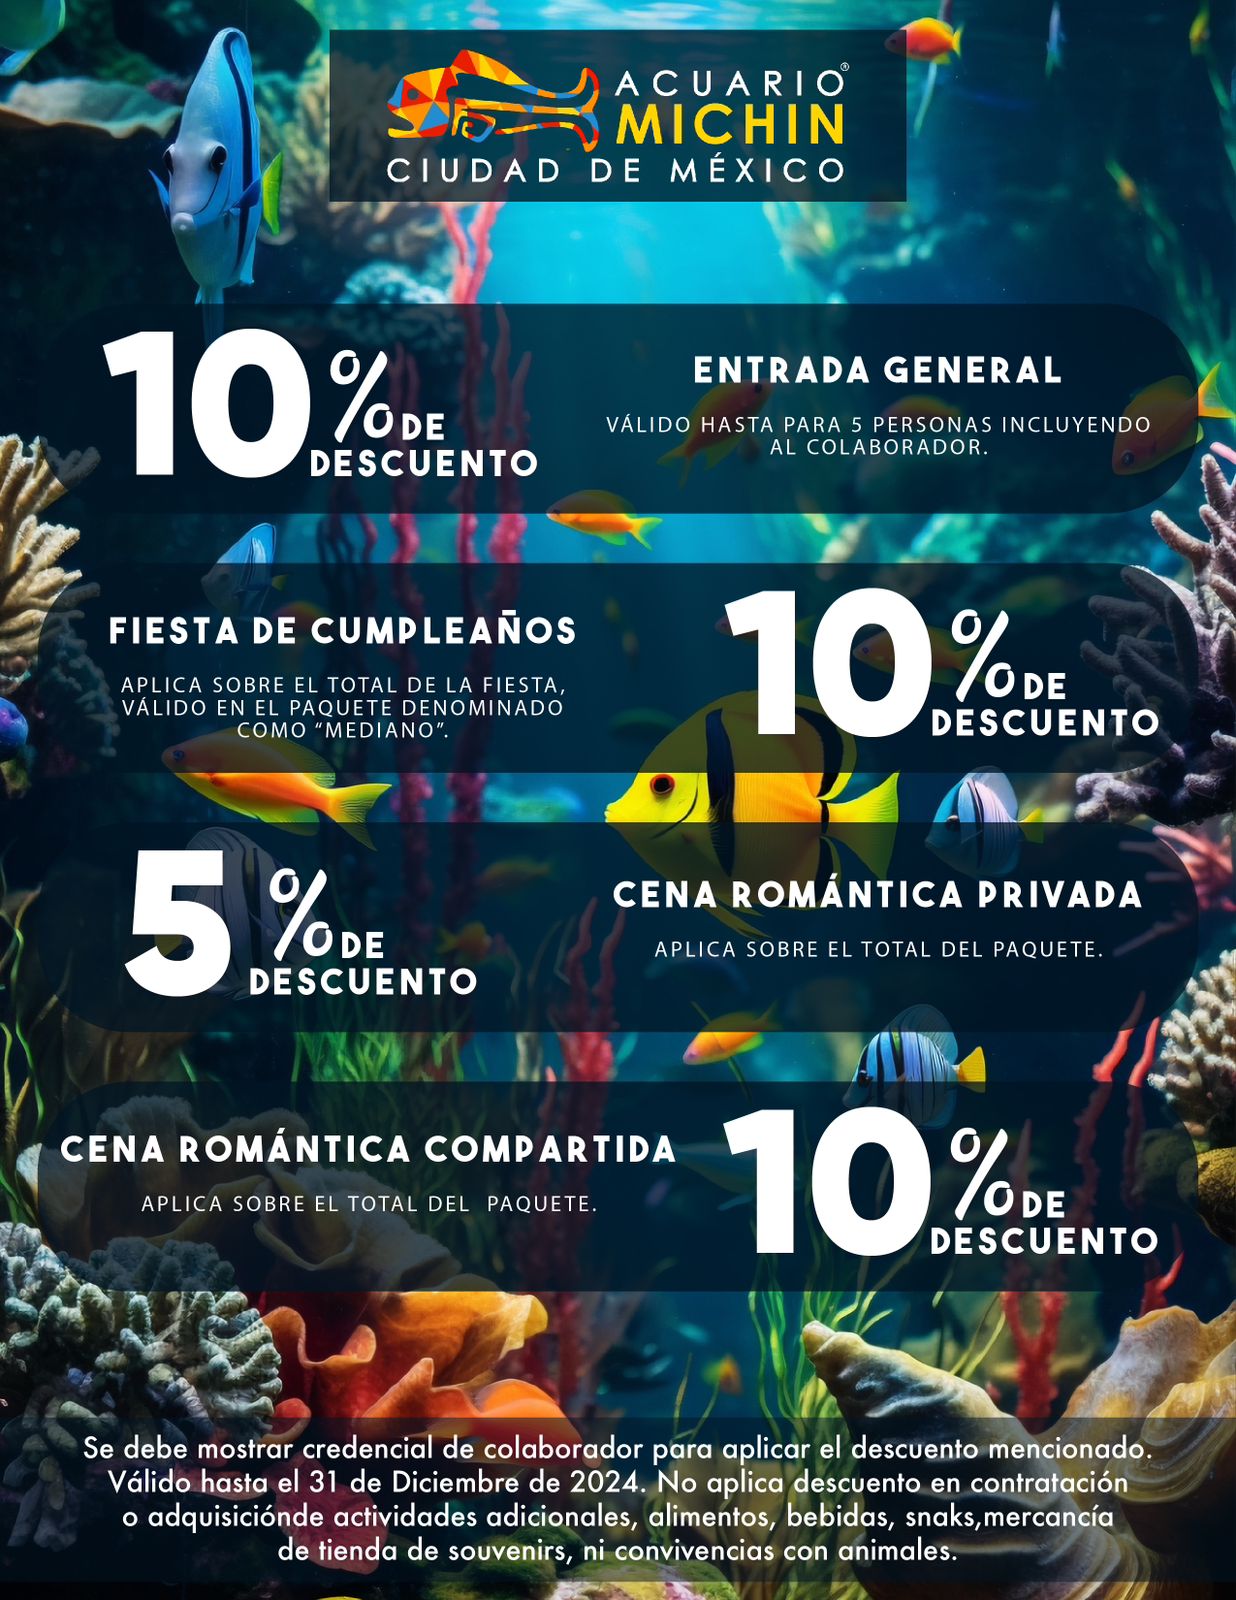 ACUARIO®
MICHIN
CIUDAD DE MÉXICO
10% DE
DESCUENTO
ENTRADA GENERAL
VÁLIDO HASTA PARA 5 PERSONAS INCLUYENDO
AL COLABORADOR.
FIESTA DE CUMPLEAÑOS
APLICA SOBRE EL TOTAL DE LA FIESTA,
VÁLIDO EN EL PAQUETE DENOMINADO
COMO “MEDIANO”.
10% DE
DESCUENTO
5% DE
DESCUENTO
CENA ROMÁNTICA PRIVADA
APLICA SOBRE EL TOTAL DEL PAQUETE.
CENA ROMÁNTICA COMPARTIDA
APLICA SOBRE EL TOTAL DEL PAQUETE.
10% DE
DESCUENTO
Se debe mostrar credencial de colaborador para aplicar el descuento mencionado.
Válido hasta el 31 de Diciembre de 2024. No aplica descuento en contratación
o adquisiciónde actividades adicionales, alimentos, bebidas, snaks,mercancía
de tienda de souvenirs, ni convivencias con animales.